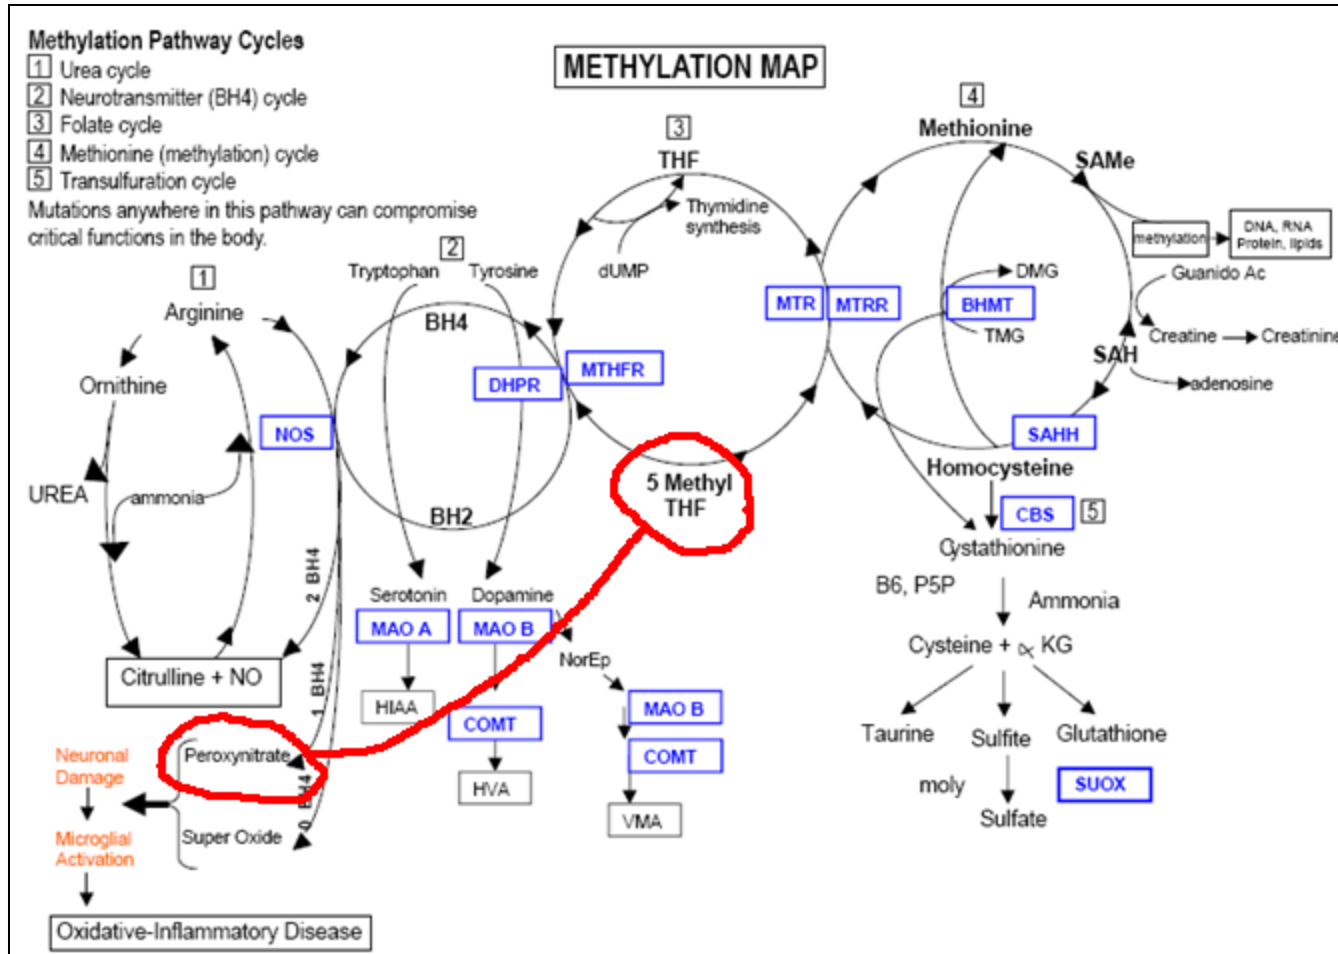 Methylation Pathway Cycles
1 Urea cycle
2 Neurotransmitter (BH4) cycle
3 Folate cycle
4 Methionine (methylation) cycle
5 Transulfuration cycle
Mutations anywhere in this pathway can compromise
critical functions in the body.
METHYLATION MAP
1
Arginine
Ornithine
UREA
ammonia
NOS
Citrulline + NO
2 BH4
1 BH4
0 BH4
Peroxynitrate
Super Oxide
Neuronal
Damage
Microglial
Activation
Oxidative-Inflammatory Disease
2
Tryptophan
Tyrosine
BH4
DHPR
BH2
Serotonin
Dopamine
MAO A
MAO B
NorEp
HIAA
COMT
HVA
MAO B
COMT
VMA
3
THF
Thymidine
synthesis
dUMP
MTHFR
MTR
MTRR
5 Methyl
THF
4
Methionine
SAMe
methylation
DNA, RNA
Protein, lipids
DMG
Guanido Ac
BHMT
TMG
Creatine
Creatinine
SAH
adenosine
SAHH
Homocysteine
CBS
5
Cystathionine
B6, P5P
Ammonia
Cysteine + ∝ KG
Taurine
Sulfite
Glutathione
moly
SUOX
Sulfate